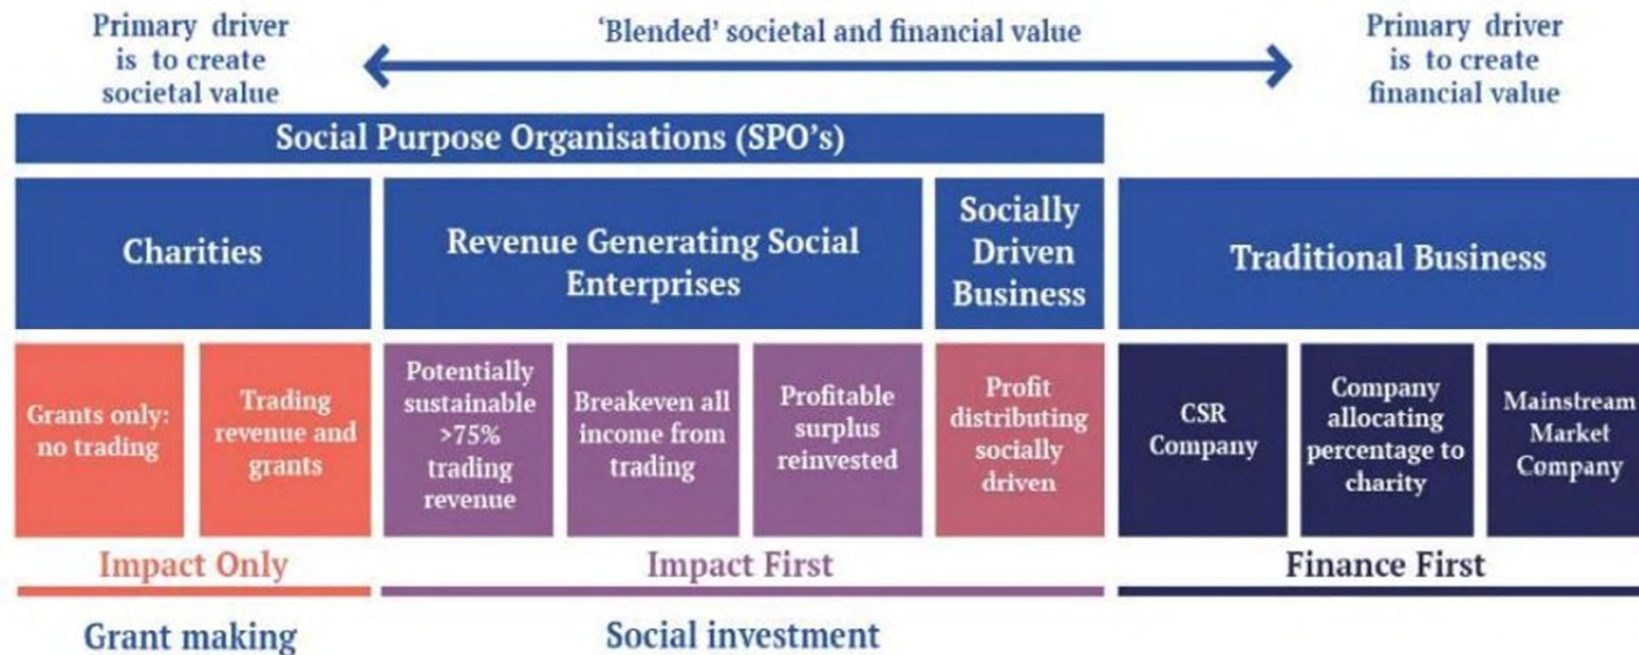 Primary driver
is to create
societal value
‘Blended’ societal and financial value
Primary driver
is to create
financial value
Social Purpose Organisations (SPO’s)
Charities
Revenue Generating Social
Enterprises
Socially
Driven
Business
Traditional Business
Grants only:
no trading
Trading
revenue and
grants
Potentially
sustainable
>75%
trading
revenue
Breakeven all
income from
trading
Profitable
surplus
reinvested
Profit
distributing
socially
driven
CSR
Company
Company
allocating
percentage to
charity
Mainstream
Market
Company
Impact Only
Impact First
Finance First
Grant making
Social investment